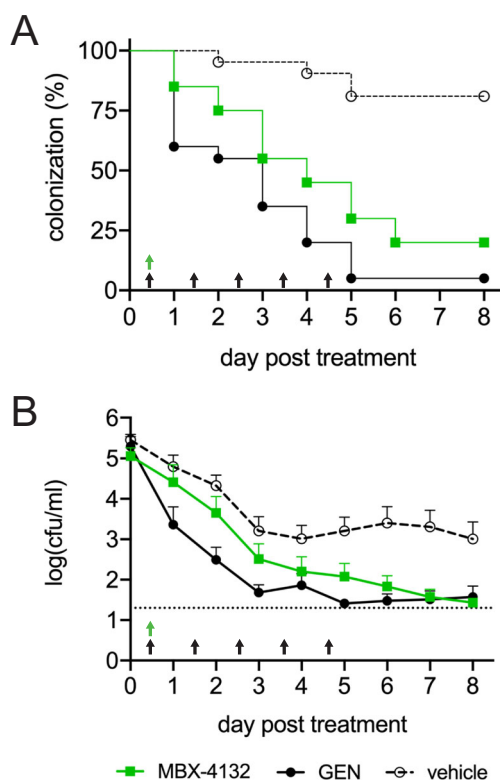 A
colonization (%)
100
75
50
25
0
0 1 2 3 4 5 6 7 8
day post treatment
B
log(cfu/ml)
6
5
4
3
2
1
0
0 1 2 3 4 5 6 7 8
day post treatment
MBX-4132 GEN vehicle